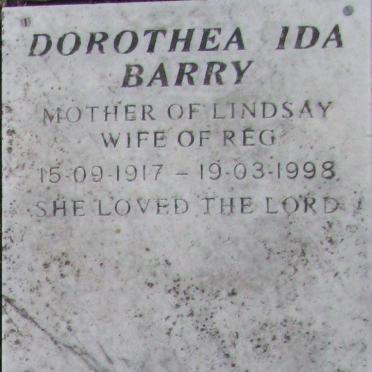 DOROTHEA IDA
BARRY
MOTHER OF LINDSAY
WIFE OF REG
15-09-1917 – 19-03-1998
SHE LOVED THE LORD